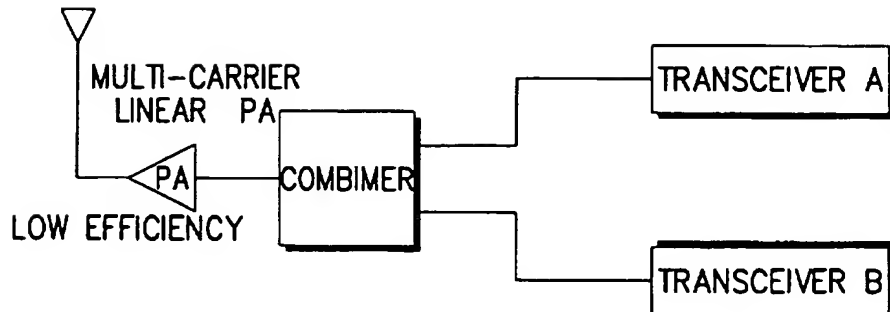 MULTI-CARRIER
LINEAR PA
PA
LOW EFFICIENCY
COMBIMER
TRANSCEIVER A
TRANSCEIVER B